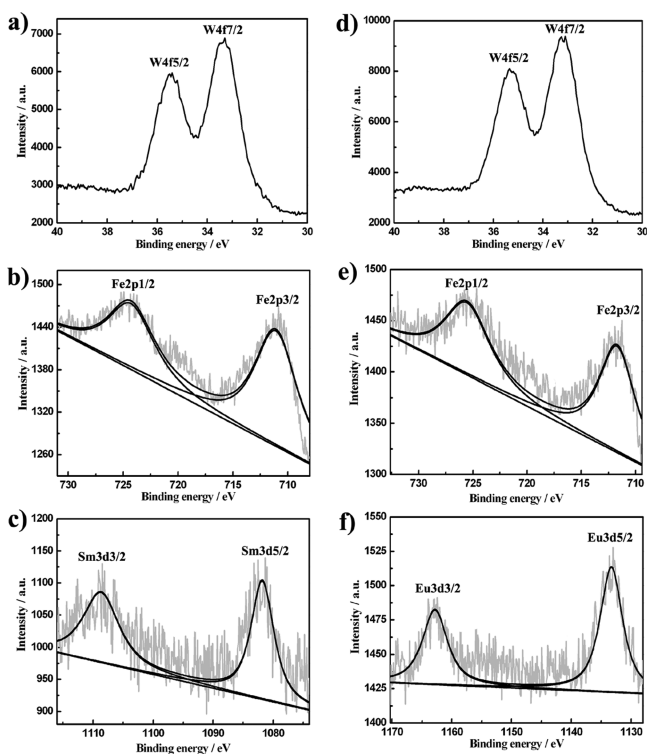 a)
W4f7/2
W4f5/2
7000
6000
5000
4000
3000
2000
Intensity / a.u.
40 38 36 34 32 30
Binding energy / eV
d)
W4f7/2
W4f5/2
10000
8000
6000
4000
2000
Intensity / a.u.
40 38 36 34 32 30
Binding energy / eV
b)
Fe2p1/2
Fe2p3/2
1500
1440
1380
1320
1260
Intensity / a.u.
730 725 720 715 710
Binding energy / eV
e)
Fe2p1/2
Fe2p3/2
1500
1450
1400
1350
1300
Intensity / a.u.
730 725 720 715 710
Binding energy / eV
c)
Sm3d3/2
Sm3d5/2
1200
1150
1100
1050
1000
950
900
Intensity / a.u.
1110 1100 1090 1080
Binding energy / eV
f)
Eu3d5/2
Eu3d3/2
1550
1525
1500
1475
1450
1425
1400
Intensity / a.u.
1170 1160 1150 1140 1130
Binding energy / eV